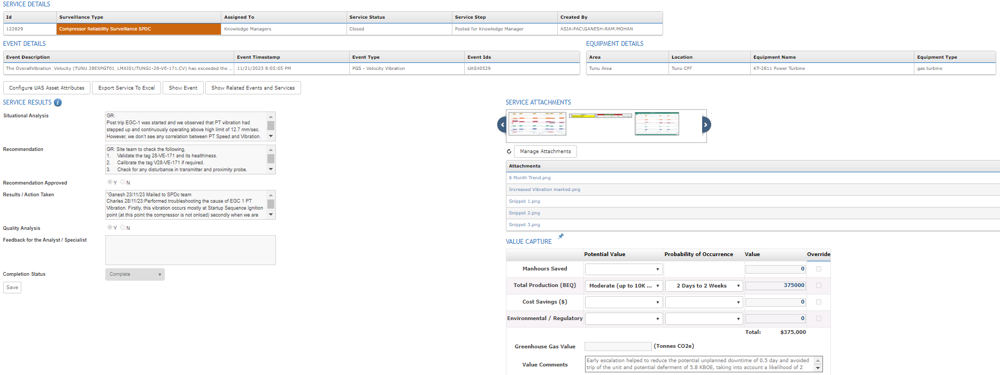 SERVICE DETAILS
Id Surveillance Type Assigned To Service Status Service Step Created By
122829 Compressor Reliability Surveillance SPDC Knowledge Managers Closed Posted for Knowledge Manager ASIA-PAC\GANESH-RAM.MOHAN
EVENT DETAILS
Event Description Event Timestamp Event Type Event Ids
The OverallVibration_Velocity (TUNU 28EXPGT01_LMAI01/TUNG1-28-VE-171.CV) has exceeded the ... 11/21/2023 8:05:05 PM PGS - Velocity Vibration UAS40529
EQUIPMENT DETAILS
Area Location Equipment Name Equipment Type
Tunu Area Tunu CPF KT-2811 Power Turbine gas turbine
Configure UAS Asset Attributes Export Service To Excel Show Event Show Related Events and Services
SERVICE RESULTS i
Situational Analysis
GR:
Post trip EGC-1 was started and we observed that PT vibration had
stepped up and continuously operating above high limit of 12.7 mm/sec.
However, we don't see any correlation between PT Speed and Vibration.
Recommendation
GR: Site team to check the following,
1. Validate the tag 28-VE-171 and its healthiness.
2. Calibrate the tag V28-VE-171 if required.
3. Check for any disturbance in transmitter and proximity probe.
Recommendation Approved Y N
Results / Action Taken
"Ganesh 23/11/23 Mailed to SPDc team
Charles 28/11/23:Performed troubleshooting the cause of EGC 1 PT
Vibration. Firstly, this vibration occurs mostly at Startup Sequence Ignition
point (at this point the compressor is not onload) secondly when we are
Quality Analysis Y N
Feedback for the Analyst / Specialist
Completion Status Complete
Save
SERVICE ATTACHMENTS
Manage Attachments
Attachments
6 Month Trend.png
Increased Vibration marked.png
Snippet 1.png
Snippet 2.png
Snippet 3.png
VALUE CAPTURE
Potential Value Probability of Occurrence Value Override
Manhours Saved 0
Total Production (BEQ) Moderate (up to 10K ... 2 Days to 2 Weeks 375000
Cost Savings ($) 0
Environmental / Regulatory 0
Total: $375,000
Greenhouse Gas Value (Tonnes CO2e)
Value Comments
Early escalation helped to reduce the potential unplanned downtime of 0.5 day and avoided
trip of the unit and potential deferment of 5.8 KBOE, taking into account a likelihood of 2